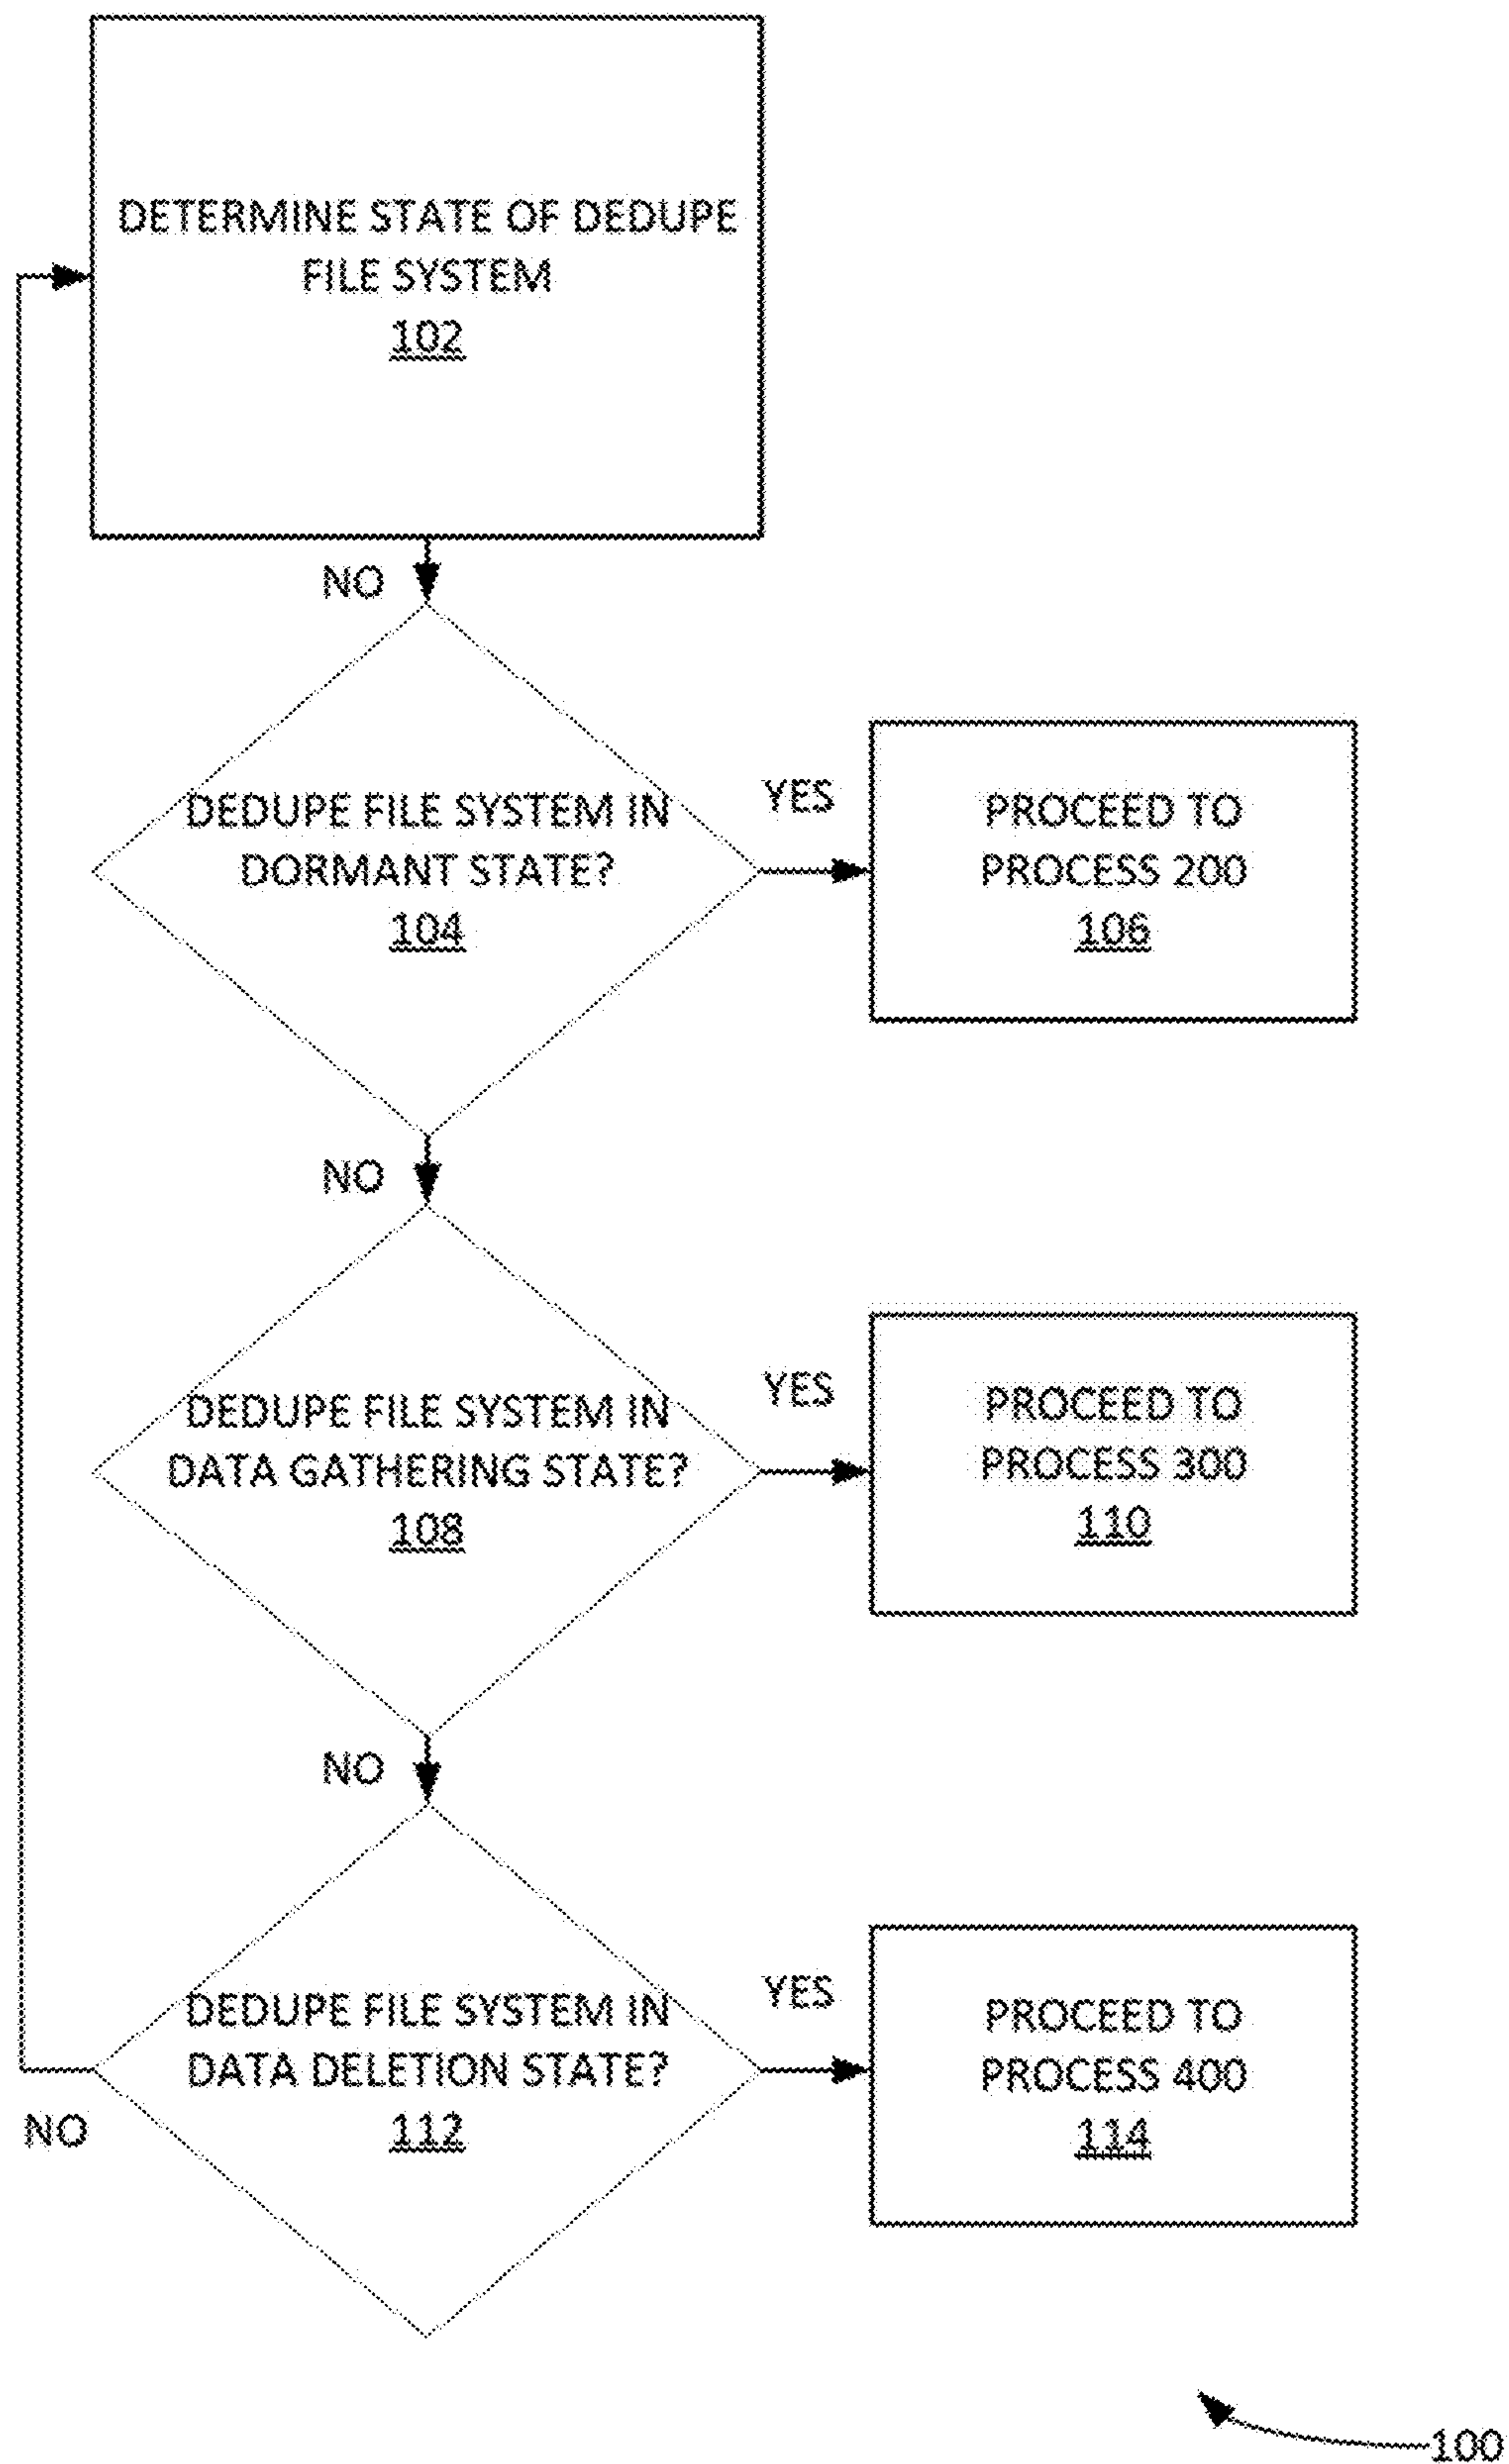 DETERMINE STATE OF DEDUPE
FILE SYSTEM
102
NO
DEDUPE FILE SYSTEM IN
DORMANT STATE?
104
YES
PROCEED TO
PROCESS 200
106
NO
DEDUPE FILE SYSTEM IN
DATA GATHERING STATE?
108
YES
PROCEED TO
PROCESS 300
110
NO
DEDUPE FILE SYSTEM IN
DATA DELETION STATE?
112
YES
PROCEED TO
PROCESS 400
114
NO
100